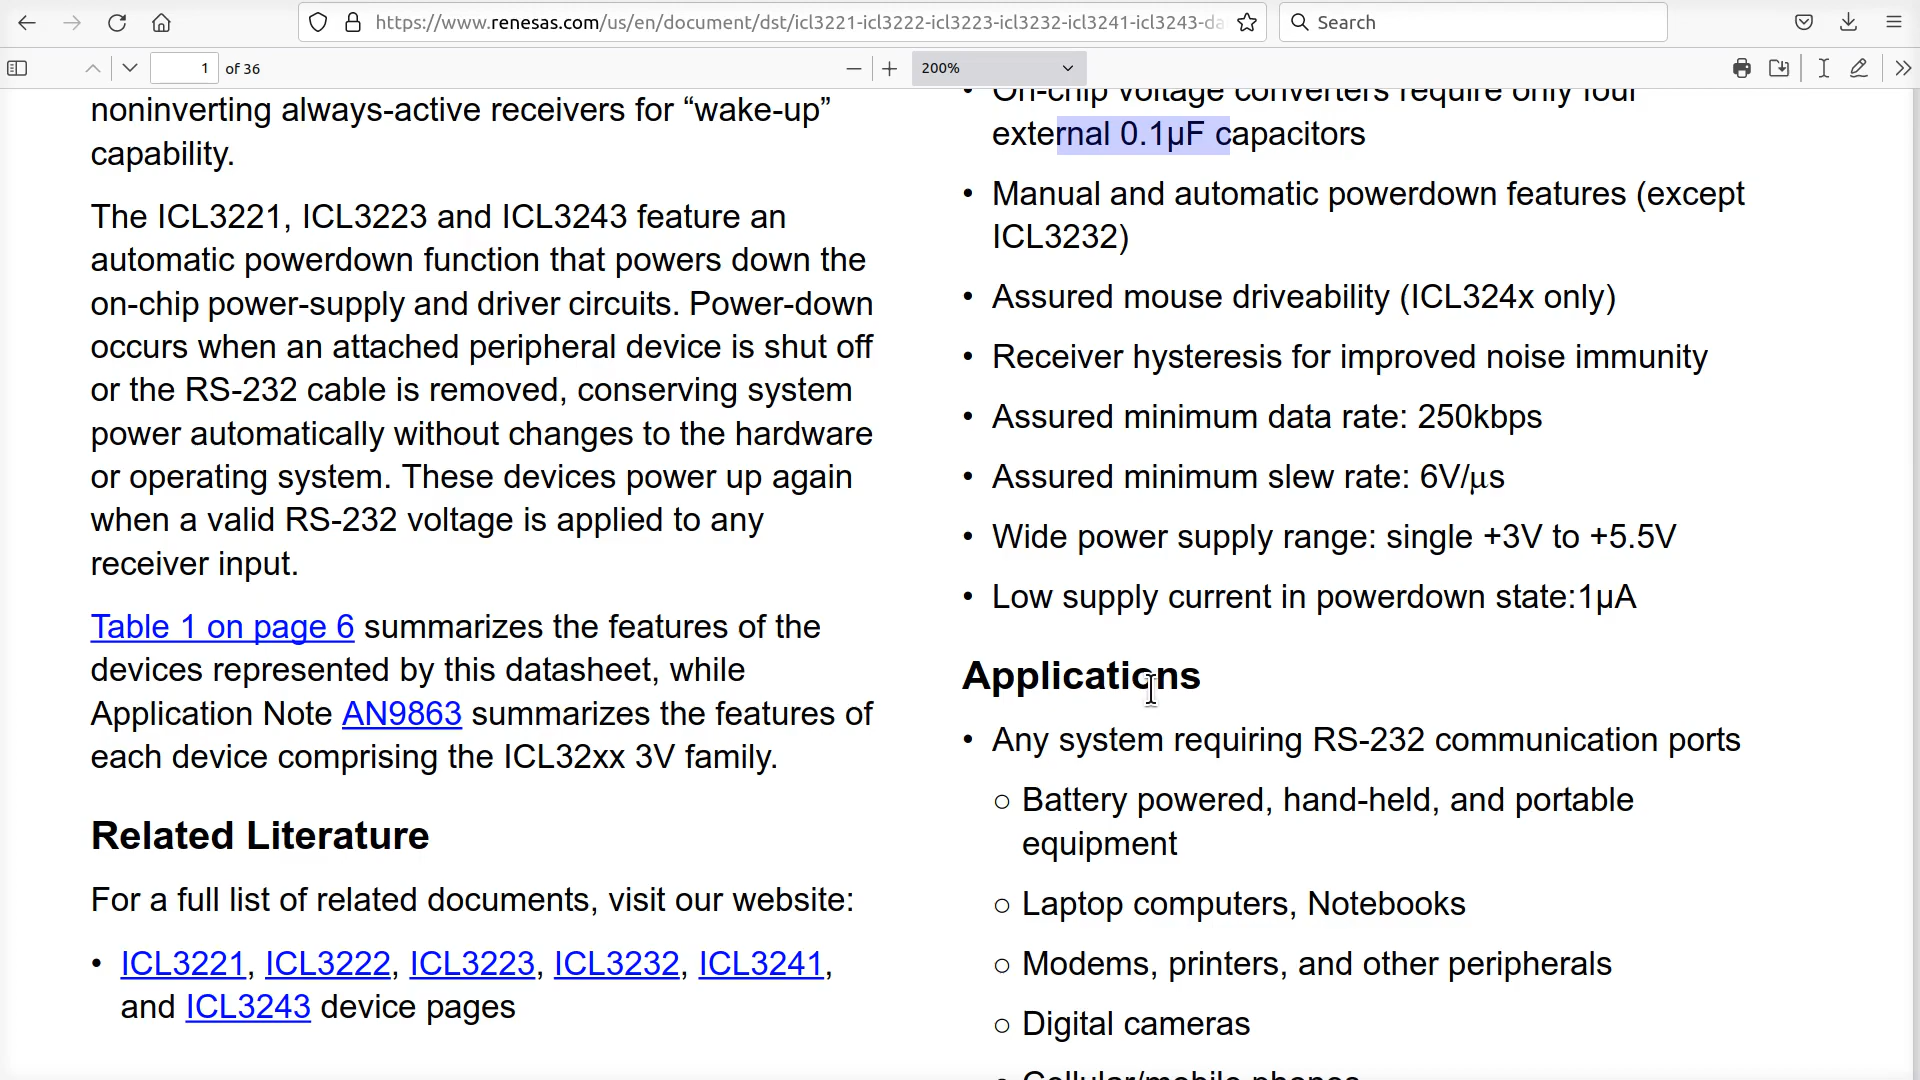 https://www.renesas.com/us/en/document/dst/icl3221-icl3222-icl3223-icl3232-icl3241-icl3243-da
Search
1 of 36
200%
noninverting always-active receivers for “wake-up”
capability.
The ICL3221, ICL3223 and ICL3243 feature an
automatic powerdown function that powers down the
on-chip power-supply and driver circuits. Power-down
occurs when an attached peripheral device is shut off
or the RS-232 cable is removed, conserving system
power automatically without changes to the hardware
or operating system. These devices power up again
when a valid RS-232 voltage is applied to any
receiver input.
Table 1 on page 6 summarizes the features of the
devices represented by this datasheet, while
Application Note AN9863 summarizes the features of
each device comprising the ICL32xx 3V family.
Related Literature
For a full list of related documents, visit our website:
• ICL3221, ICL3222, ICL3223, ICL3232, ICL3241,
and ICL3243 device pages
• On-chip voltage converters require only four
external 0.1µF capacitors
• Manual and automatic powerdown features (except
ICL3232)
• Assured mouse driveability (ICL324x only)
• Receiver hysteresis for improved noise immunity
• Assured minimum data rate: 250kbps
• Assured minimum slew rate: 6V/µs
• Wide power supply range: single +3V to +5.5V
• Low supply current in powerdown state:1µA
Applications
• Any system requiring RS-232 communication ports
○ Battery powered, hand-held, and portable
equipment
○ Laptop computers, Notebooks
○ Modems, printers, and other peripherals
○ Digital cameras
○ Cellular/mobile phones